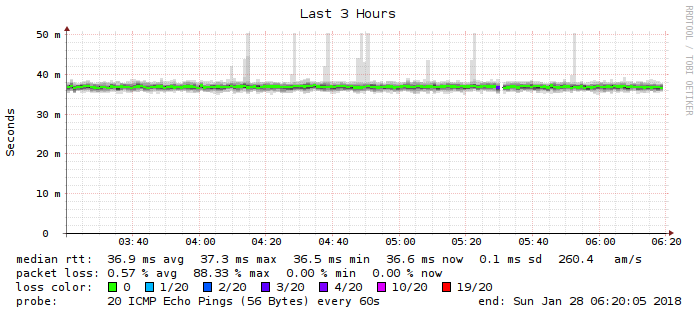 Last 3 Hours
RRDTOOL / TOBI OETIKER
Seconds
50 m
40 m
30 m
20 m
10 m
0
03:40 04:00 04:20 04:40 05:00 05:20 05:40 06:00 06:20
median rtt: 36.9 ms avg 37.3 ms max 36.5 ms min 36.6 ms now 0.1 ms sd 260.4 am/s
packet loss: 0.57 % avg 88.33 % max 0.00 % min 0.00 % now
loss color: 0 1/20 2/20 3/20 4/20 10/20 19/20
probe: 20 ICMP Echo Pings (56 Bytes) every 60s end: Sun Jan 28 06:20:05 2018